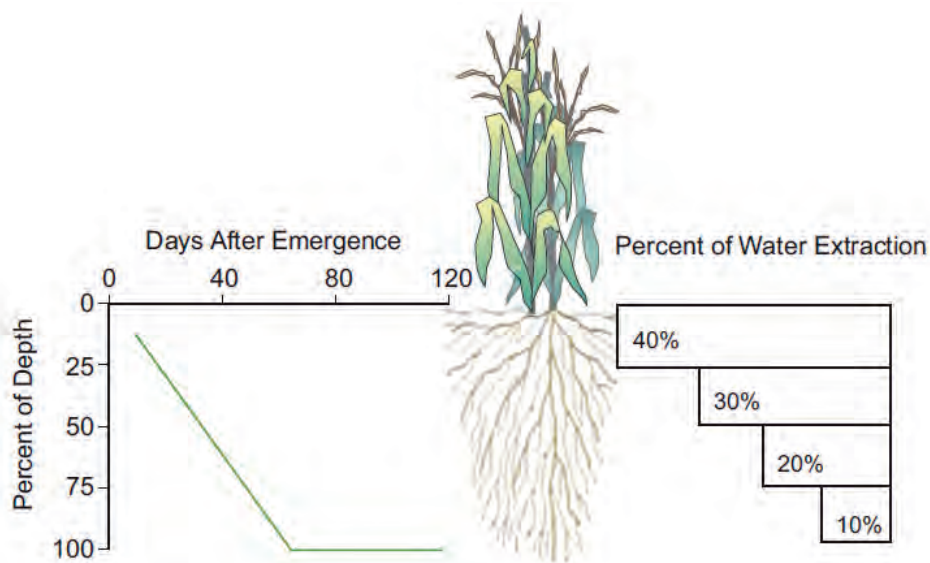 Days After Emergence
0 40 80 120
Percent of Depth
0
25
50
75
100
Percent of Water Extraction
40%
30%
20%
10%